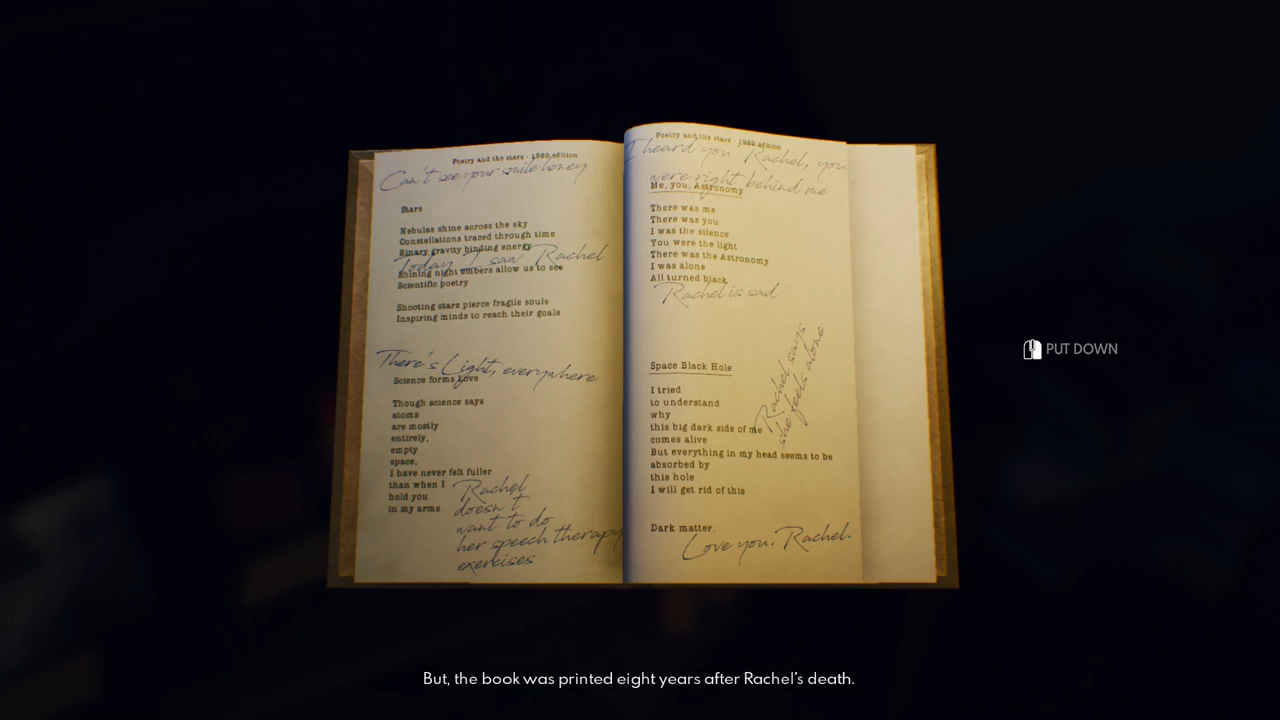 Poetry and the stars - 1989 edition
Can't see your smile honey
Stars
Nebulas shine across the sky
Constellations traced through time
Binary gravity binding energy
Today I saw Rachel
Shining night embers allow us to see
Scientific poetry
Shooting stars pierce fragile souls
Inspiring minds to reach their goals
There's Light, everywhere
Science forms Love
Though science says
atoms
are mostly
entirely,
empty
space,
I have never felt fuller
than when I
hold you
in my arms
Rachel
doesn't
want to do
her speech therapy
exercises
Poetry and the stars - 1989 edition
I heard you Rachel, you
were right behind me
Me, you, Astronomy
There was me
There was you
I was the silence
You were the light
There was the Astronomy
I was alone
All turned black
Rachel is sad
Rachel says
she feels alone
Space Black Hole
I tried
to understand
why
this big dark side of me
comes alive
But everything in my head seems to be
absorbed by
this hole
I will get rid of this
Dark matter
Love you. Rachel.
PUT DOWN
But, the book was printed eight years after Rachel's death.